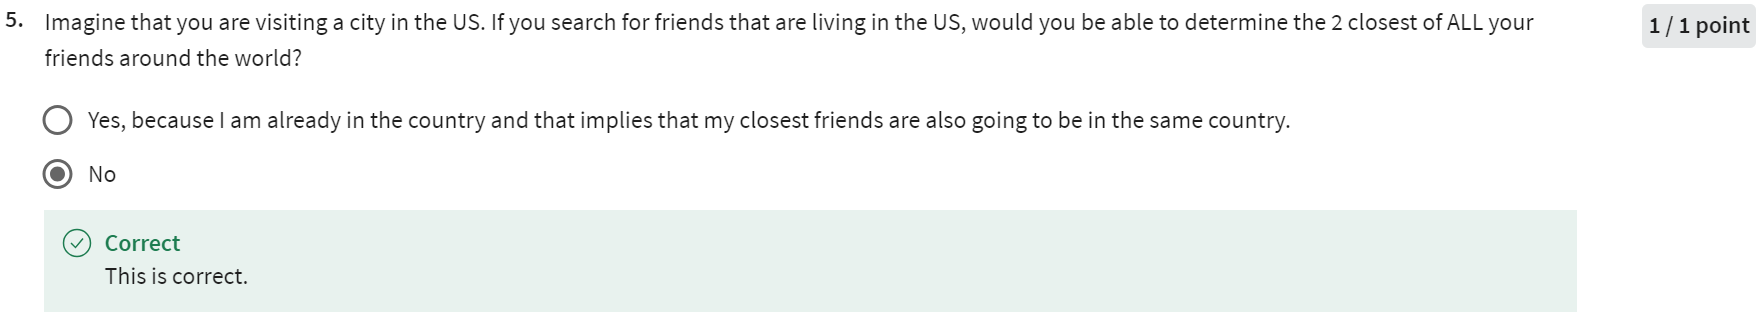 5. Imagine that you are visiting a city in the US. If you search for friends that are living in the US, would you be able to determine the 2 closest of ALL your
1 / 1 point
friends around the world?
Yes, because I am already in the country and that implies that my closest friends are also going to be in the same country.
No
Correct
This is correct.